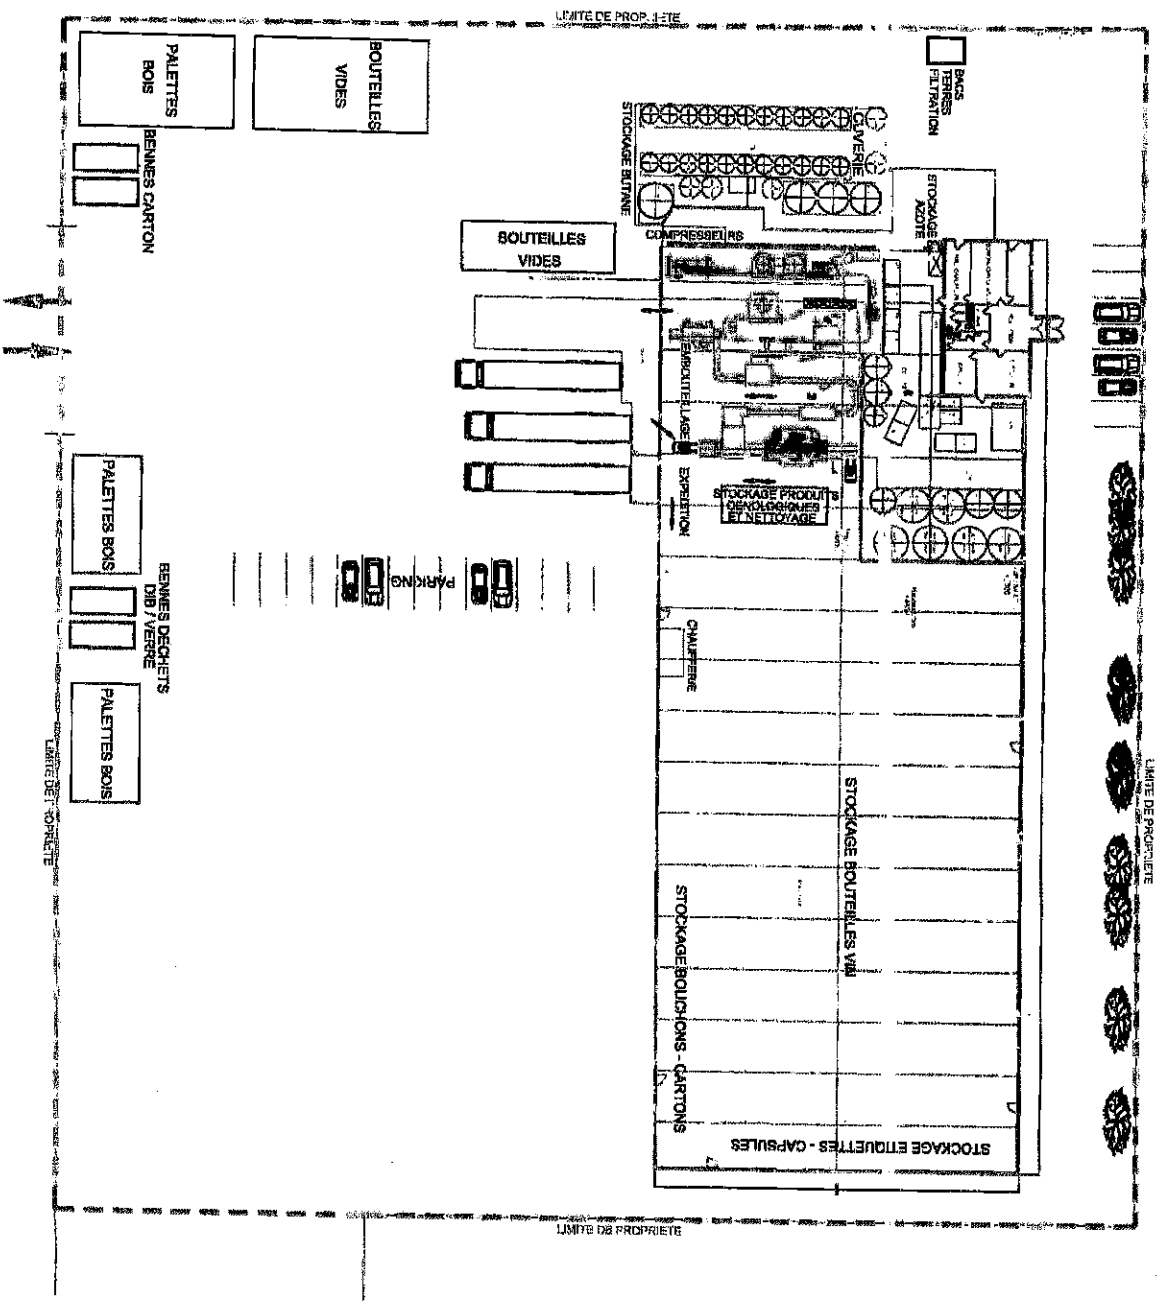 LIMITE DE PROPRIETE
PALETTES
BOIS
BOUTEILLES
VIDES
BAGS
TERRES
FILTRATION
BENNES CARTON
STOCKAGE BUTANE
CUVERIE
STOCKAGE
AZOTE
COMPRESSEURS
BOUTEILLES
VIDES
EMBOUTEILLAGE
EXPEDITION
STOCKAGE PRODUITS
OENOLOGIQUES
ET NETTOYAGE
PALETTES BOIS
BENNES DECHETS
DIB / VERRE
PARKING
PALETTES BOIS
CHAUFFERIE
LIMITE DE PROPRIETE
LIMITE DE PROPRIETE
STOCKAGE BOUTEILLES VIN
STOCKAGE BOUCHONS - CARTONS
STOCKAGE ETIQUETTES - CAPSULES
LIMITE DE PROPRIETE